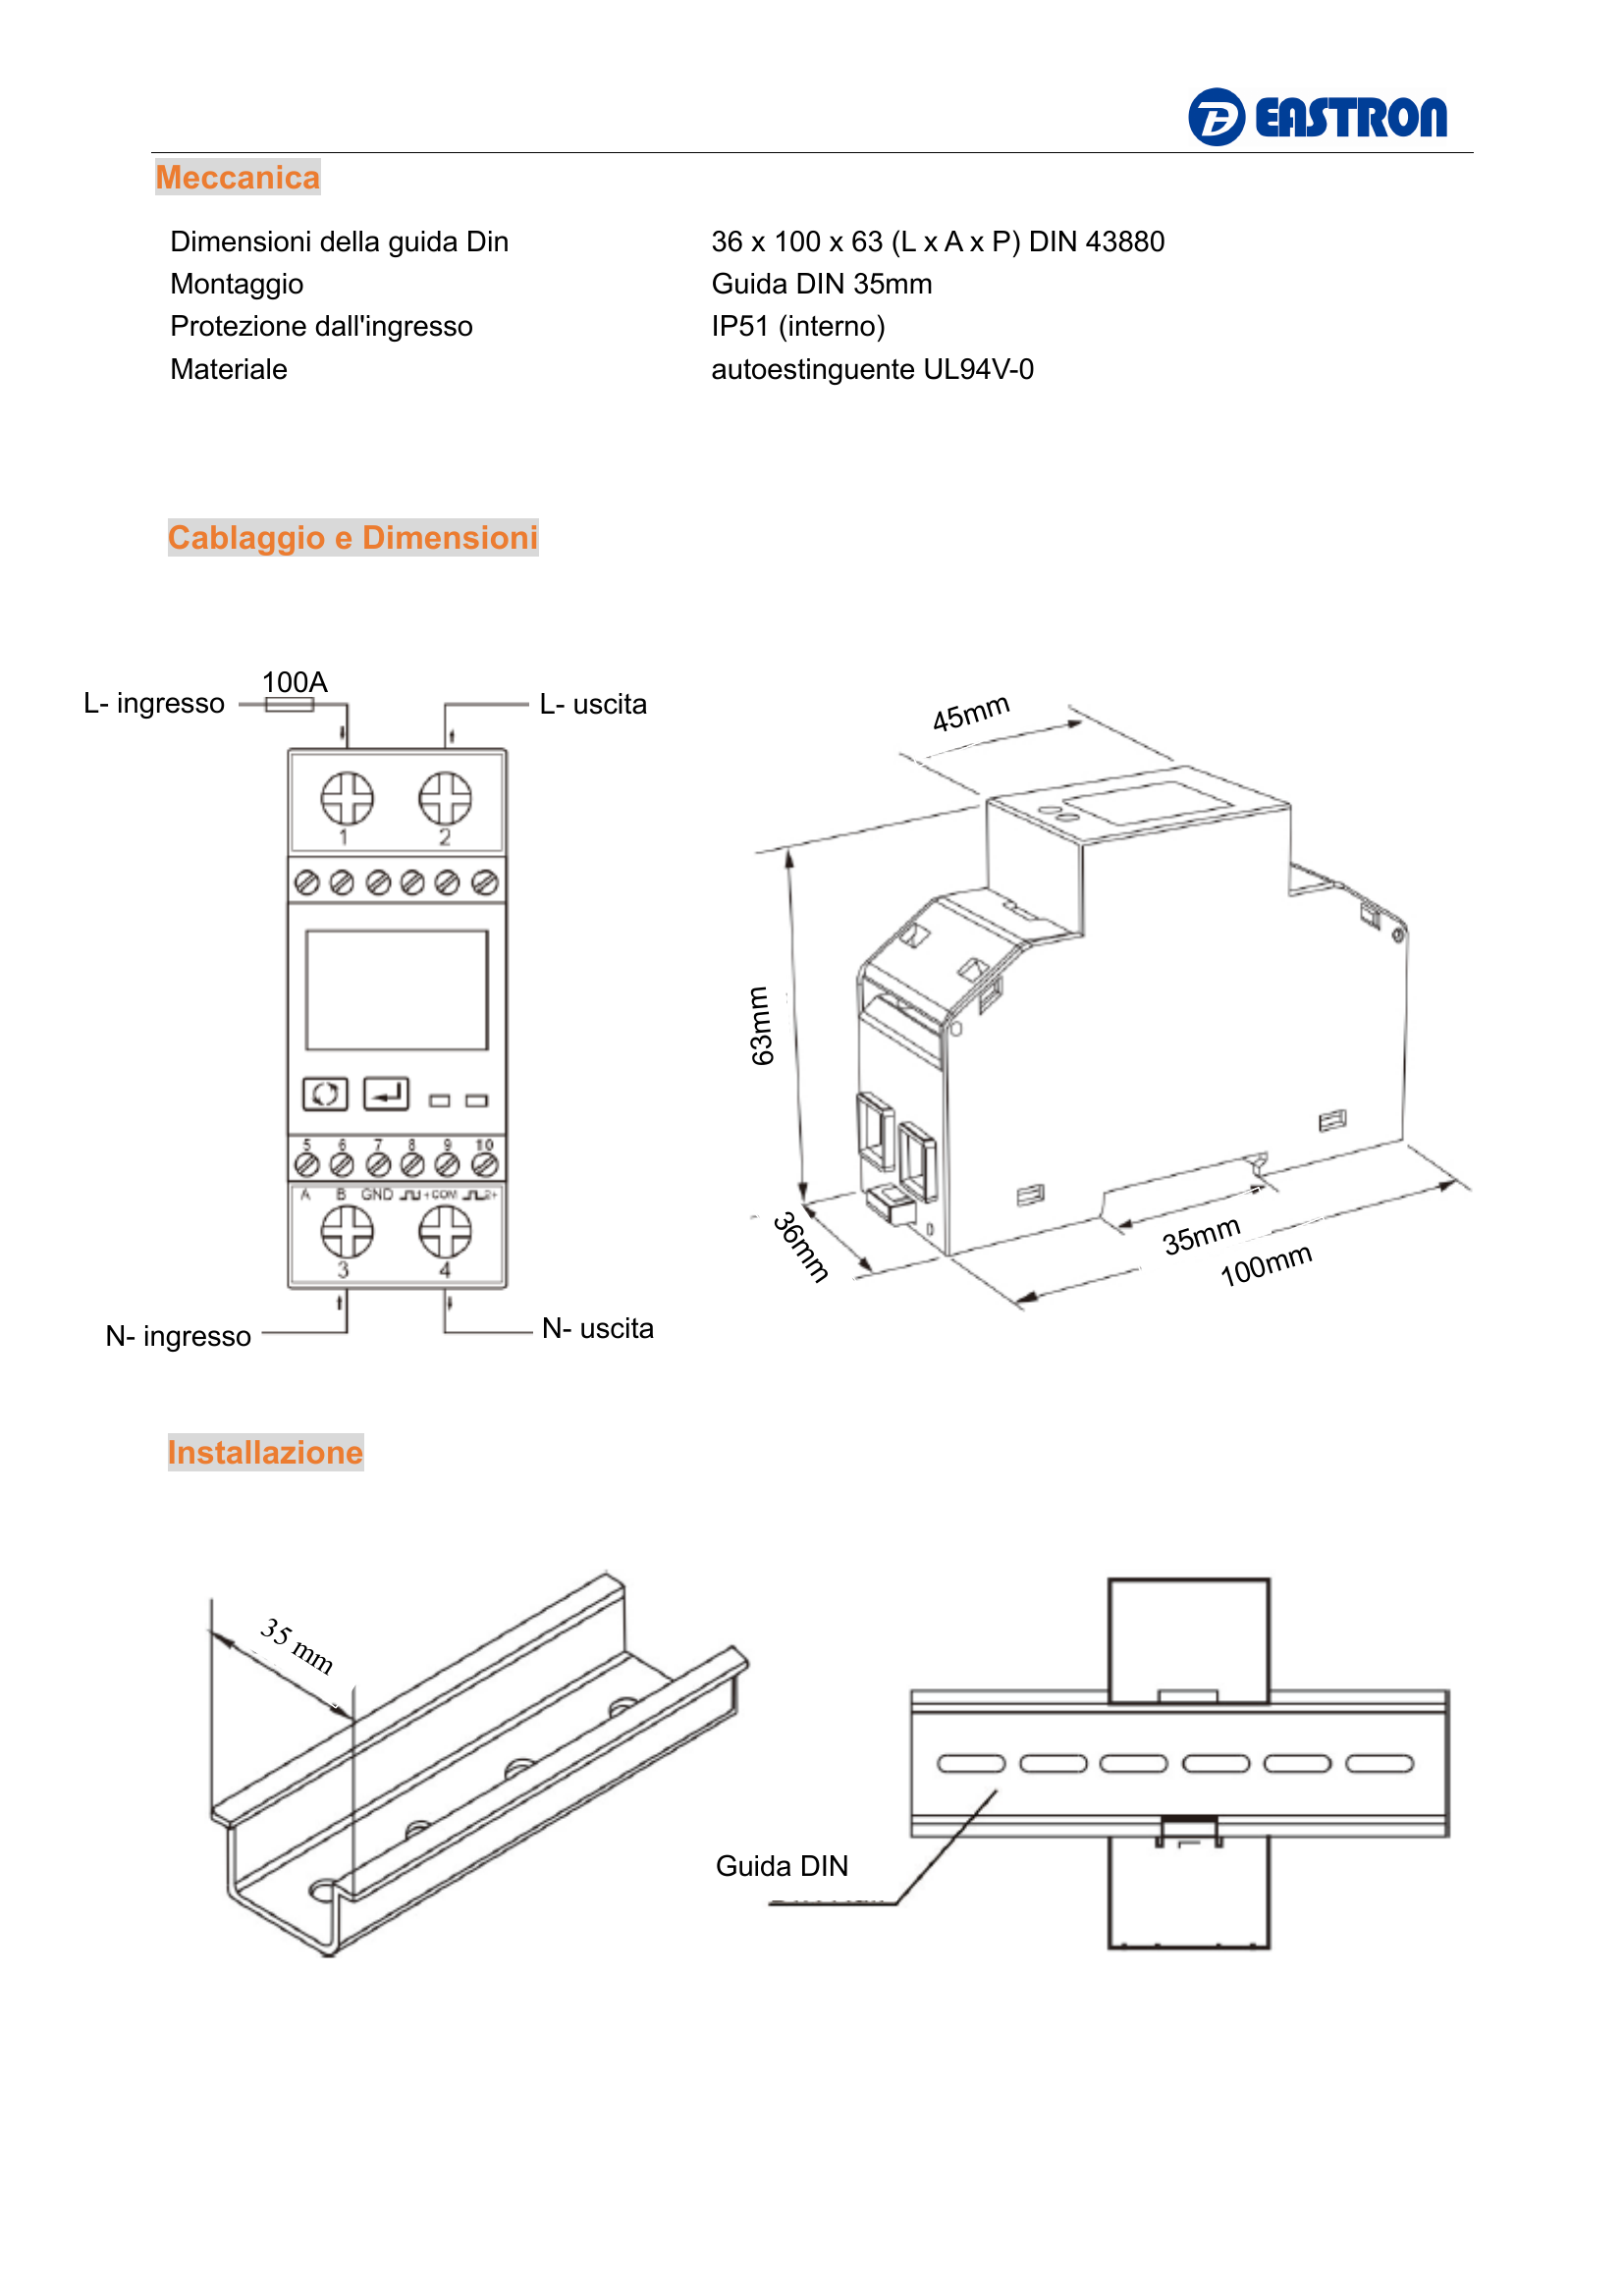 EASTRON
Meccanica
Dimensioni della guida Din 36 x 100 x 63 (L x A x P) DIN 43880
Montaggio Guida DIN 35mm
Protezione dall'ingresso IP51 (interno)
Materiale autoestinguente UL94V-0
Cablaggio e Dimensioni
100A
L- ingresso L- uscita
1 2
5 6 7 8 9 10
A B GND + COM 2+
3 4
N- ingresso N- uscita
45mm
63mm
36mm
35mm
100mm
Installazione
35 mm
Guida DIN